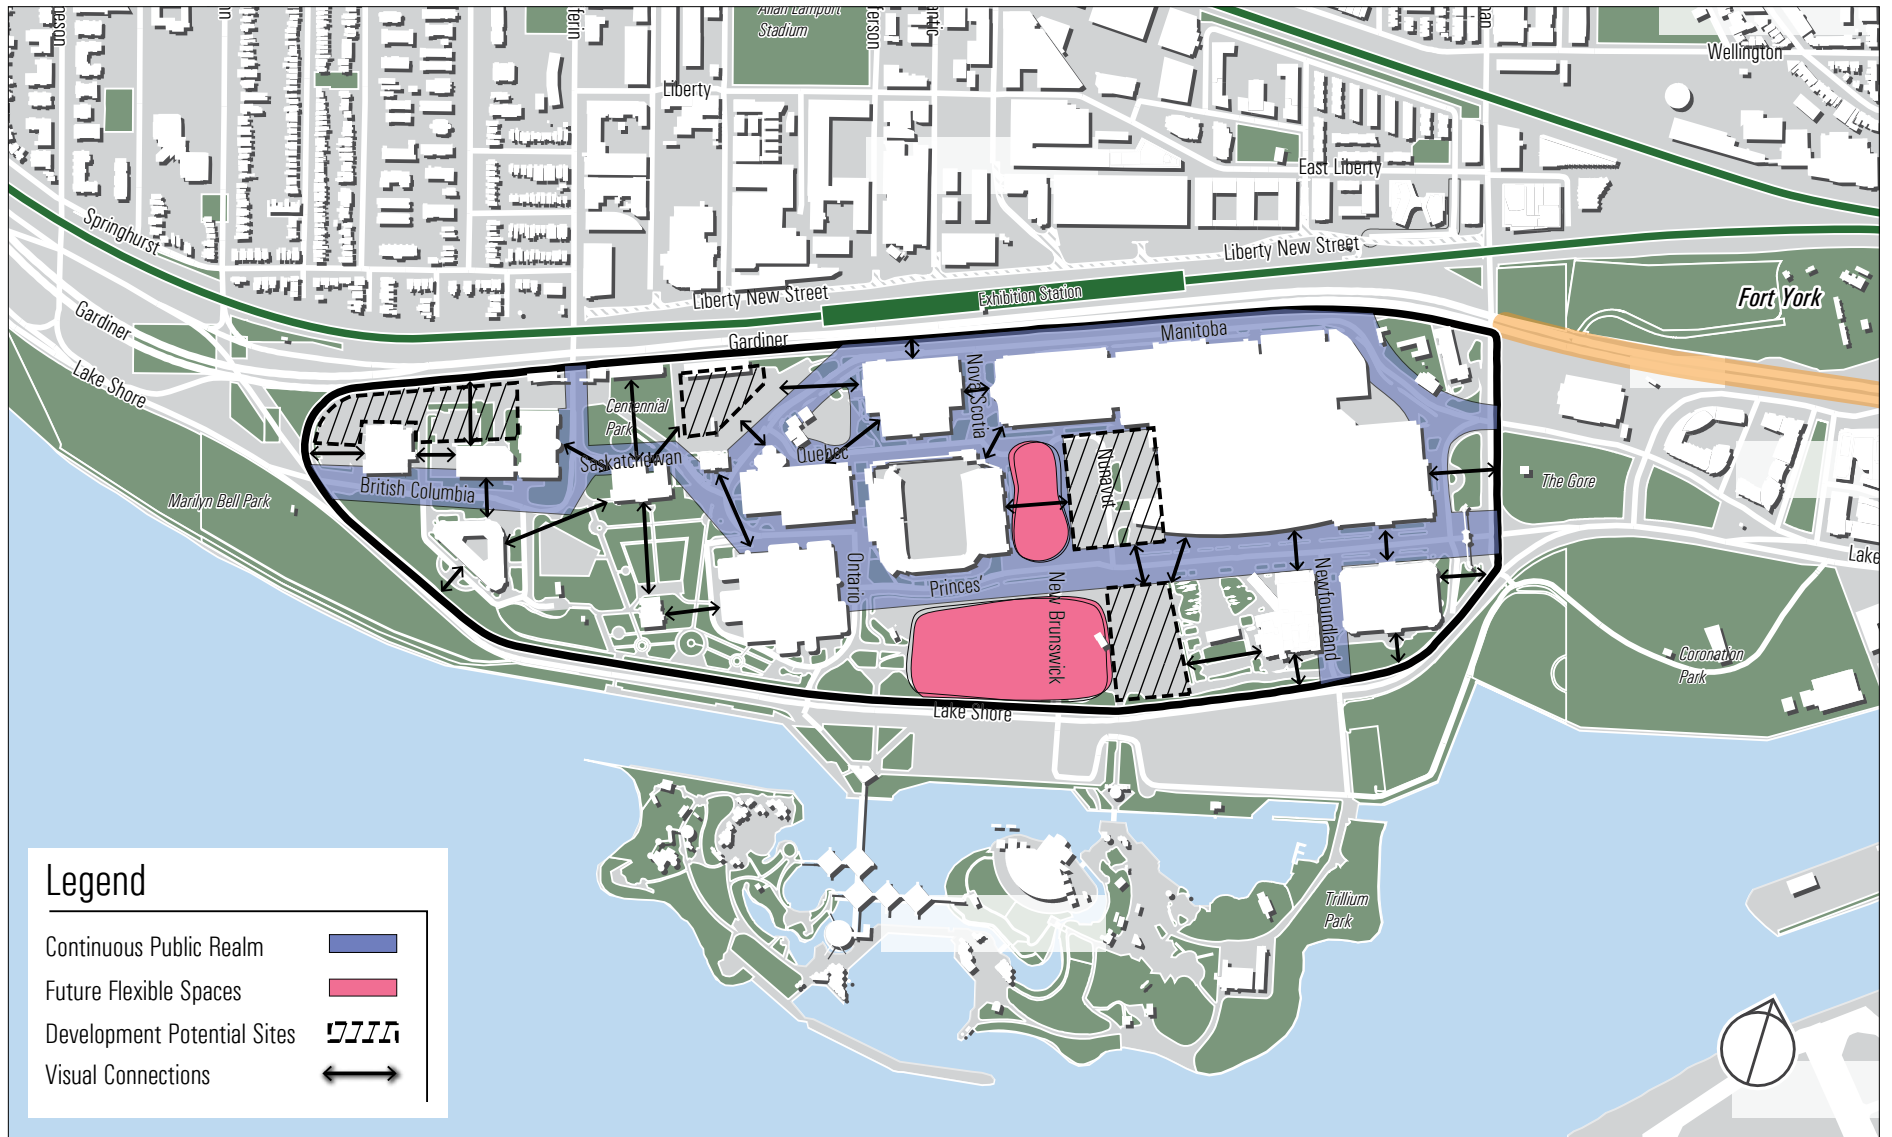 Allan Lamport
Stadium
Wellington
Liberty
East Liberty
Springhurst
Liberty New Street
Liberty New Street
Exhibition Station
Fort York
Gardiner
Gardiner
Manitoba
Lake Shore
Nova Scotia
Centennial
Park
Quebec
Saskatchewan
Nunavut
British Columbia
Marilyn Bell Park
The Gore
Ontario
Princes'
New Brunswick
Newfoundland
Lake
Coronation
Park
Lake Shore
Trillium
Park
Legend
Continuous Public Realm
Future Flexible Spaces
Development Potential Sites
Visual Connections